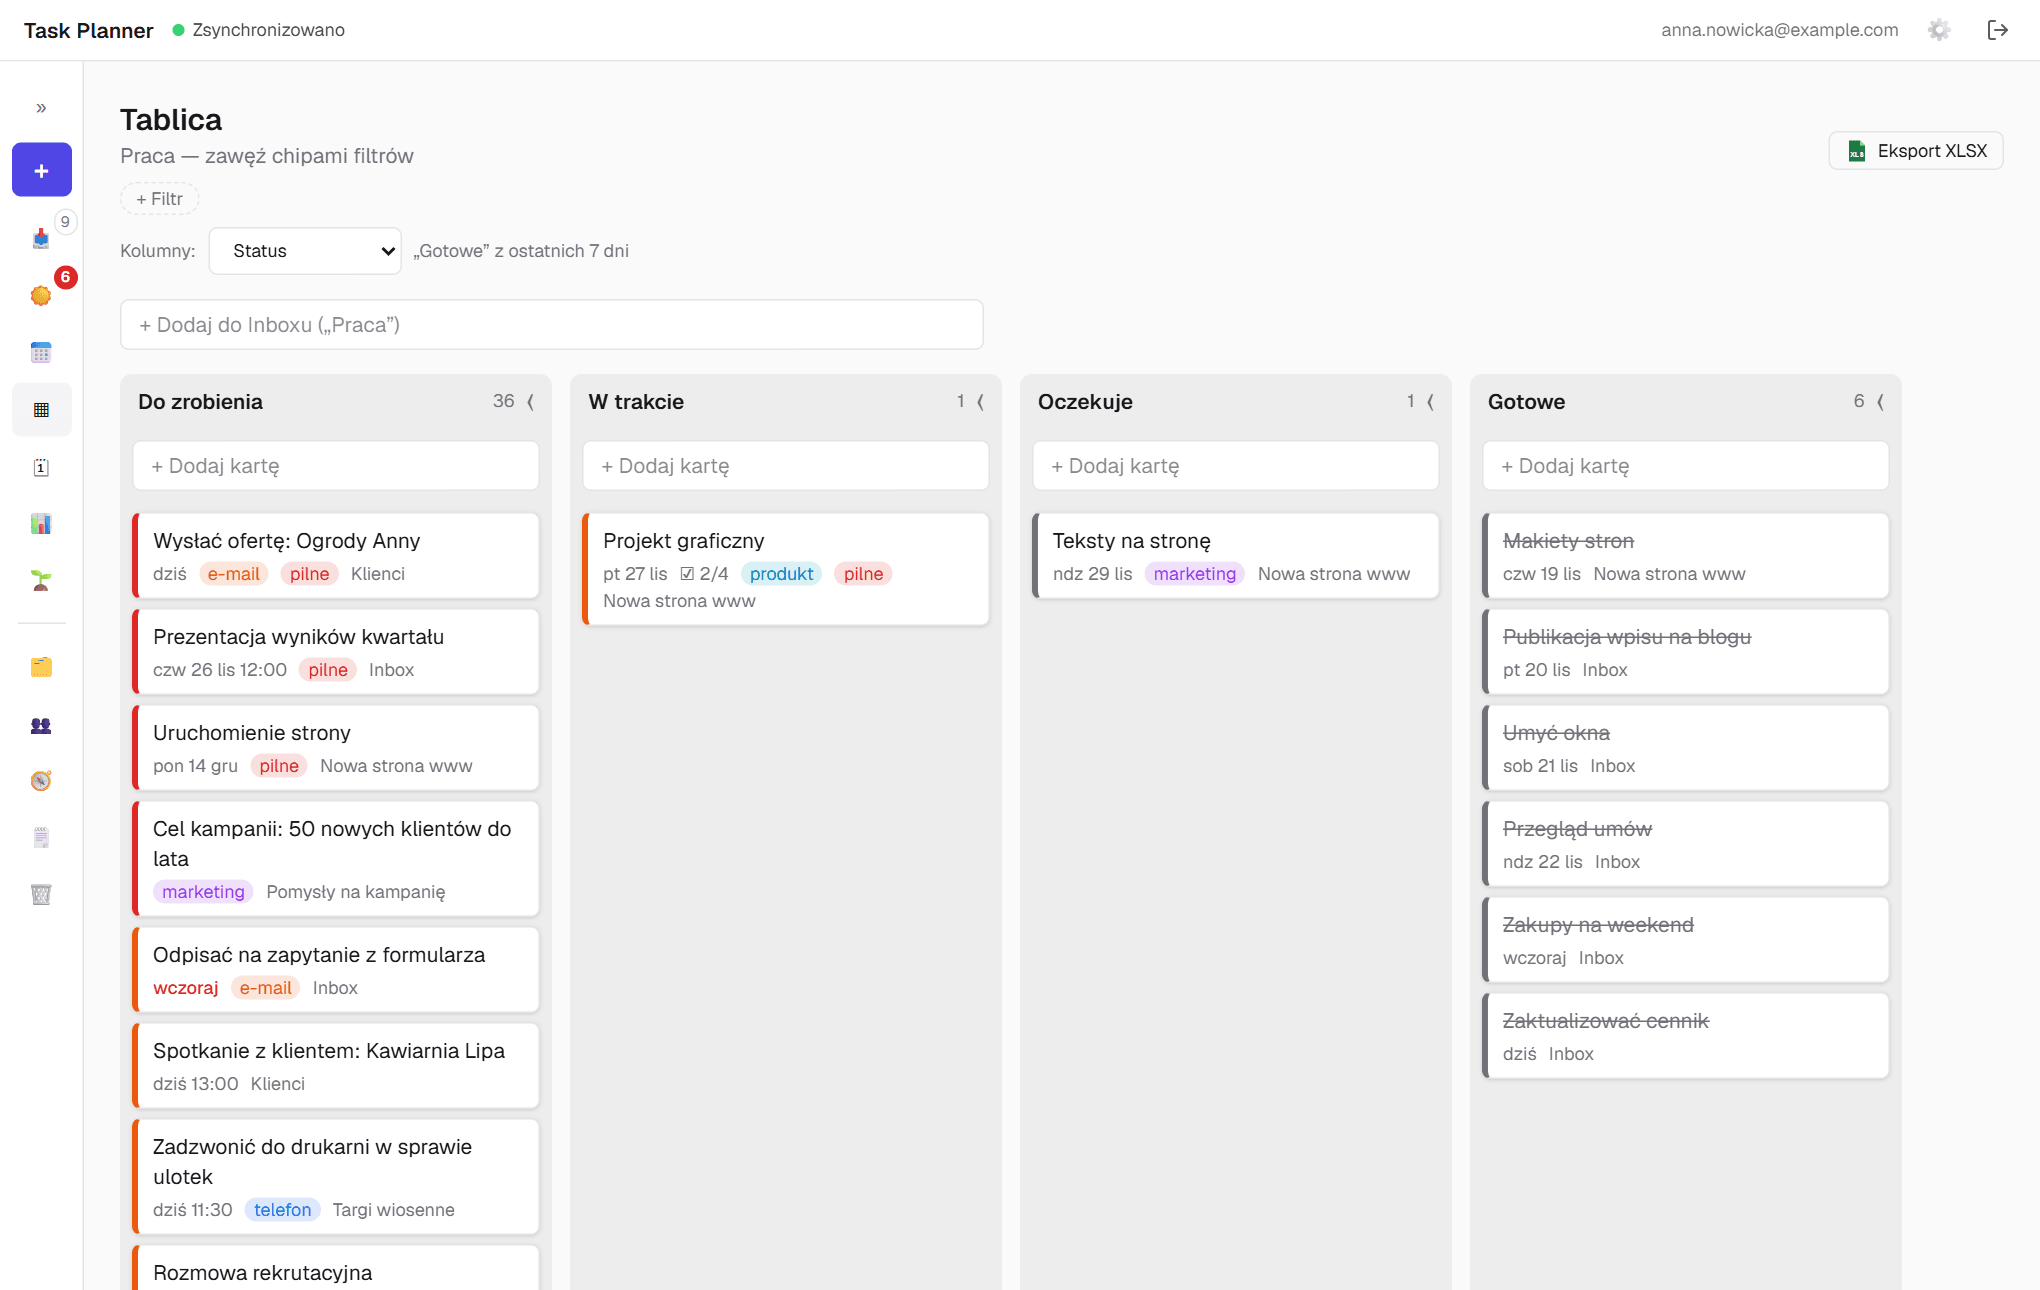 Task Planner Zsynchronizowano anna.nowicka@example.com
»
Tablica
Praca — zawęź chipami filtrów
Eksport XLSX
+
+ Filtr
9
Kolumny: Status „Gotowe” z ostatnich 7 dni
6
+ Dodaj do Inboxu („Praca”)
Do zrobienia 36
+ Dodaj kartę
Wysłać ofertę: Ogrody Anny
dziś e-mail pilne Klienci
Prezentacja wyników kwartału
czw 26 lis 12:00 pilne Inbox
Uruchomienie strony
pon 14 gru pilne Nowa strona www
Cel kampanii: 50 nowych klientów do
lata
marketing Pomysły na kampanię
Odpisać na zapytanie z formularza
wczoraj e-mail Inbox
Spotkanie z klientem: Kawiarnia Lipa
dziś 13:00 Klienci
Zadzwonić do drukarni w sprawie
ulotek
dziś 11:30 telefon Targi wiosenne
Rozmowa rekrutacyjna
W trakcie 1
+ Dodaj kartę
Projekt graficzny
pt 27 lis ☑ 2/4 produkt pilne
Nowa strona www
Oczekuje 1
+ Dodaj kartę
Teksty na stronę
ndz 29 lis marketing Nowa strona www
Gotowe 6
+ Dodaj kartę
Makiety stron
czw 19 lis Nowa strona www
Publikacja wpisu na blogu
pt 20 lis Inbox
Umyć okna
sob 21 lis Inbox
Przegląd umów
ndz 22 lis Inbox
Zakupy na weekend
wczoraj Inbox
Zaktualizować cennik
dziś Inbox